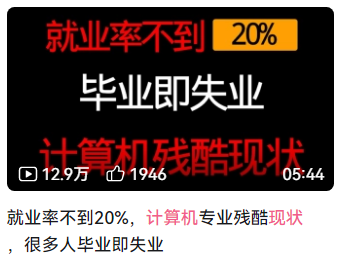 就业率不到 20%
毕业即失业
计算机残酷现状
12.9万 1946 05:44
就业率不到20%，计算机专业残酷现状
，很多人毕业即失业